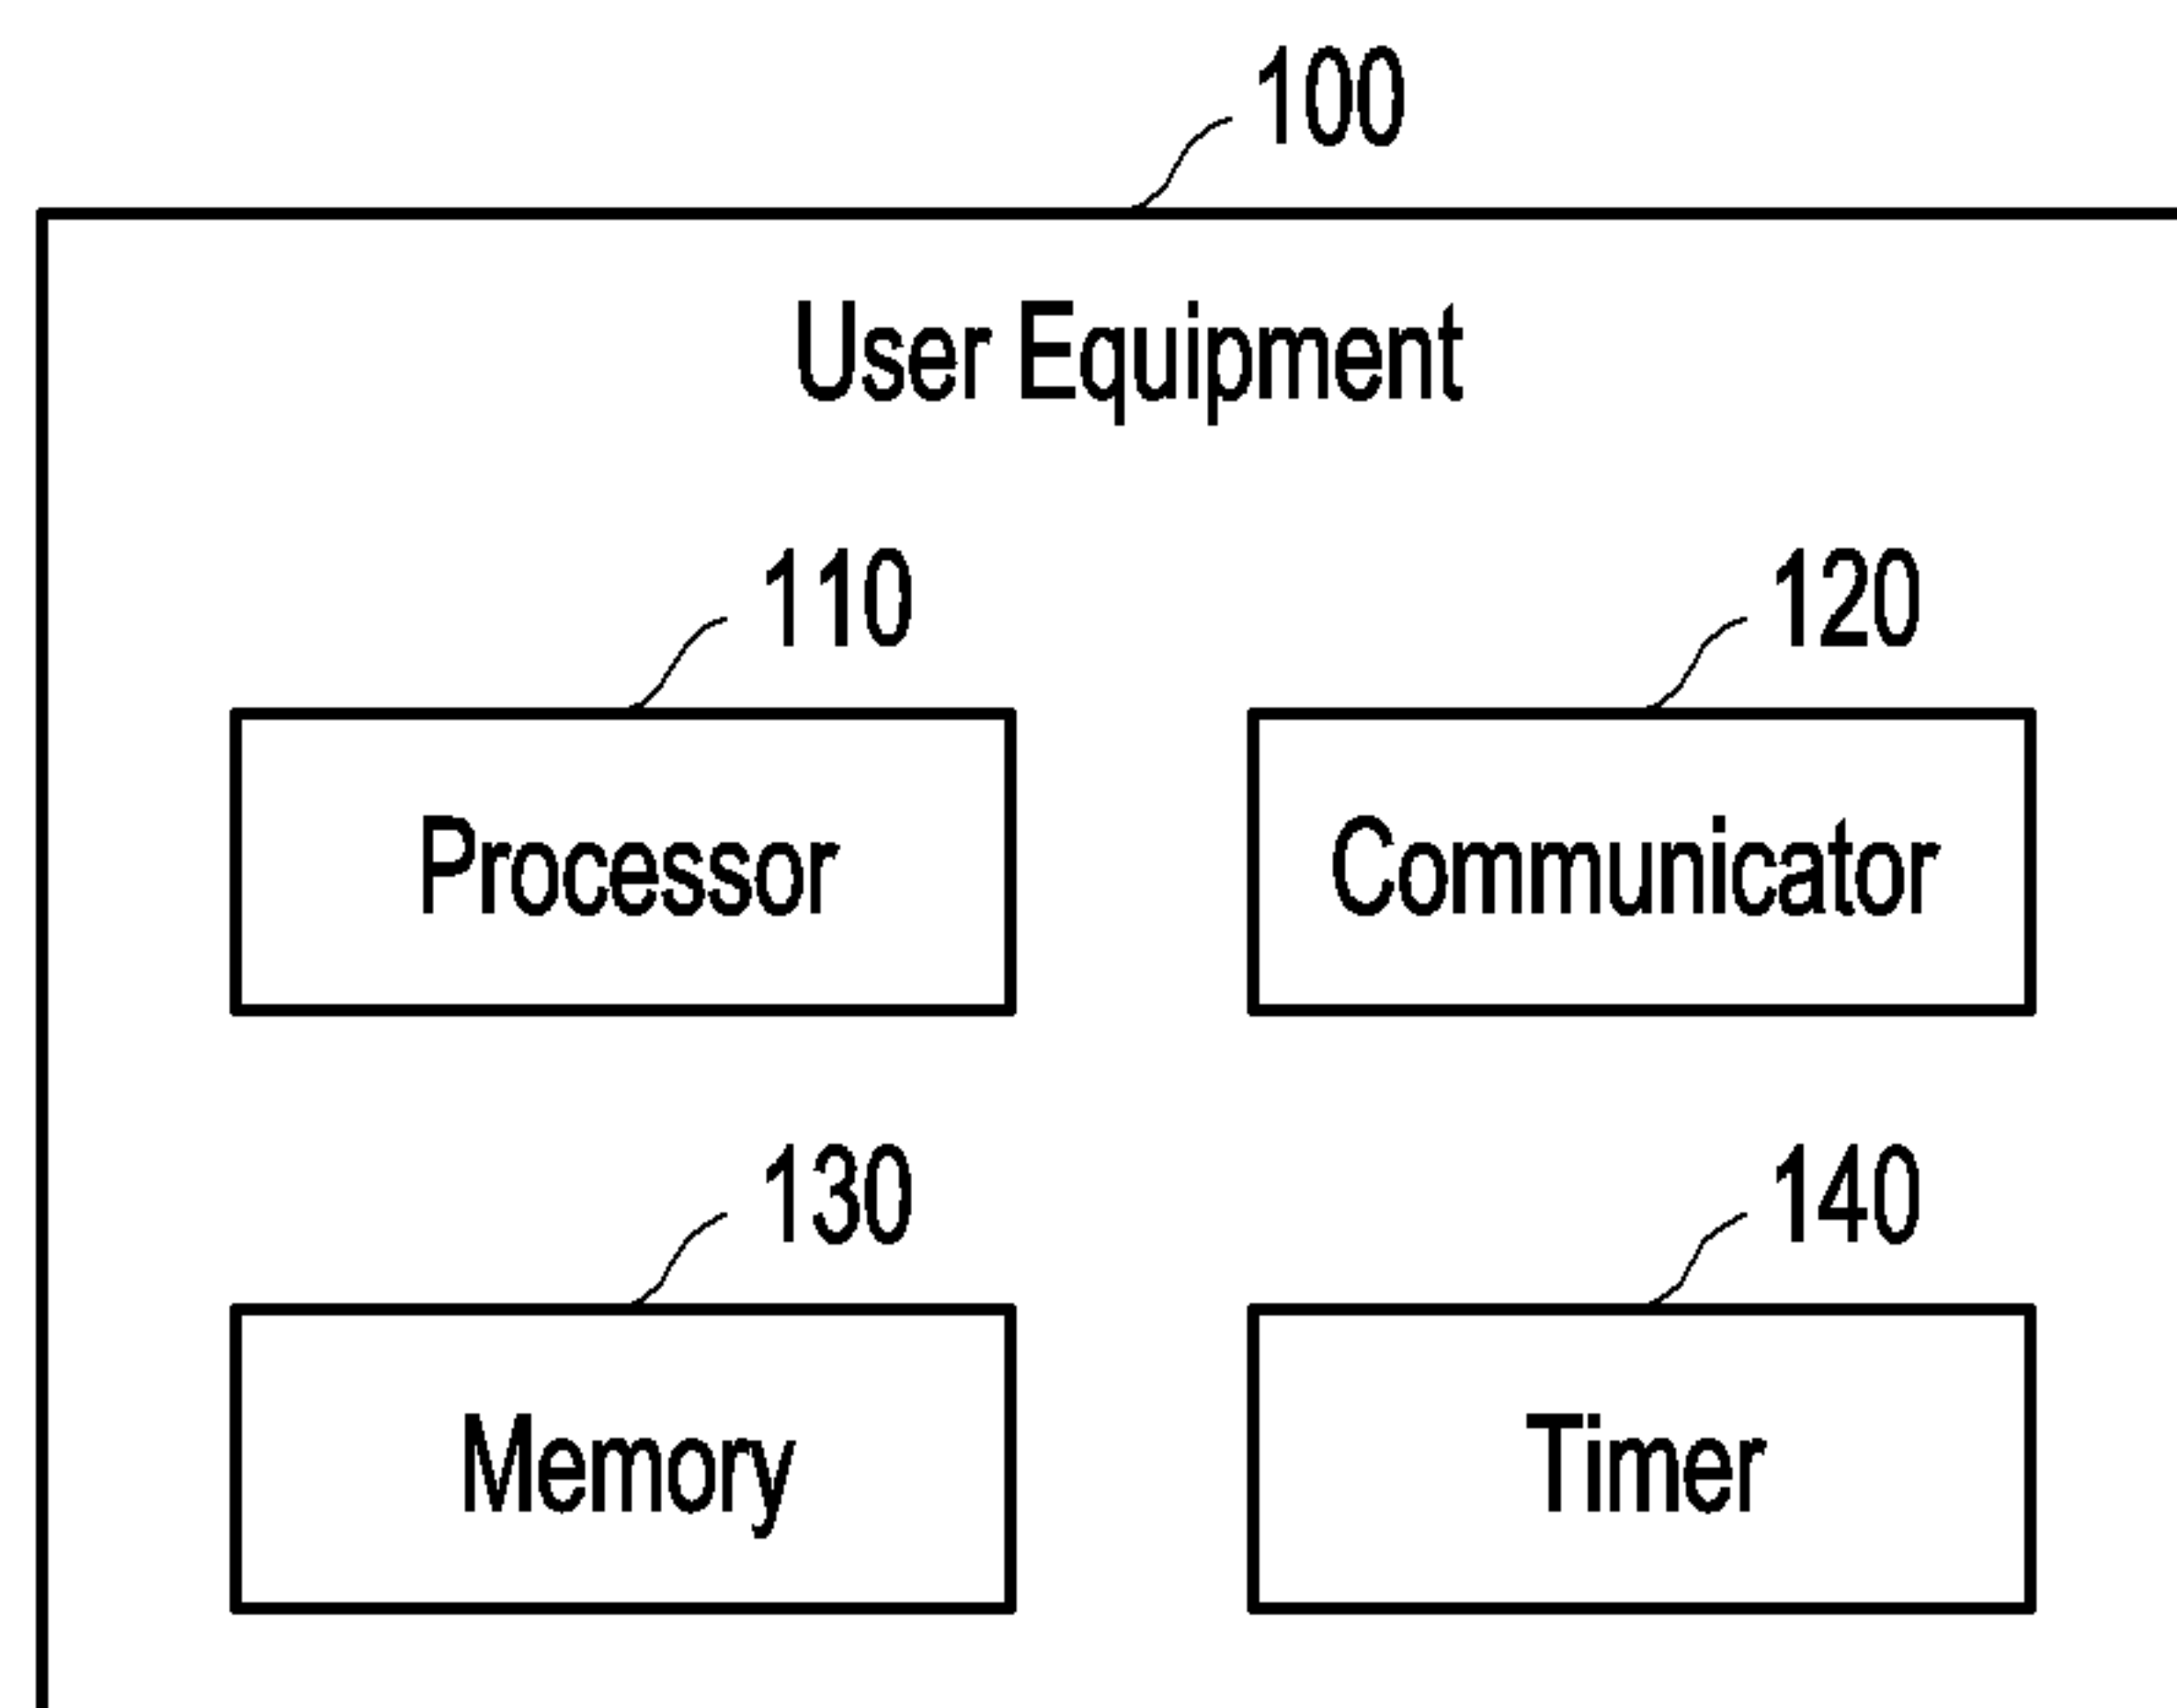 100
User Equipment
110
120
Processor
Communicator
130
140
Memory
Timer